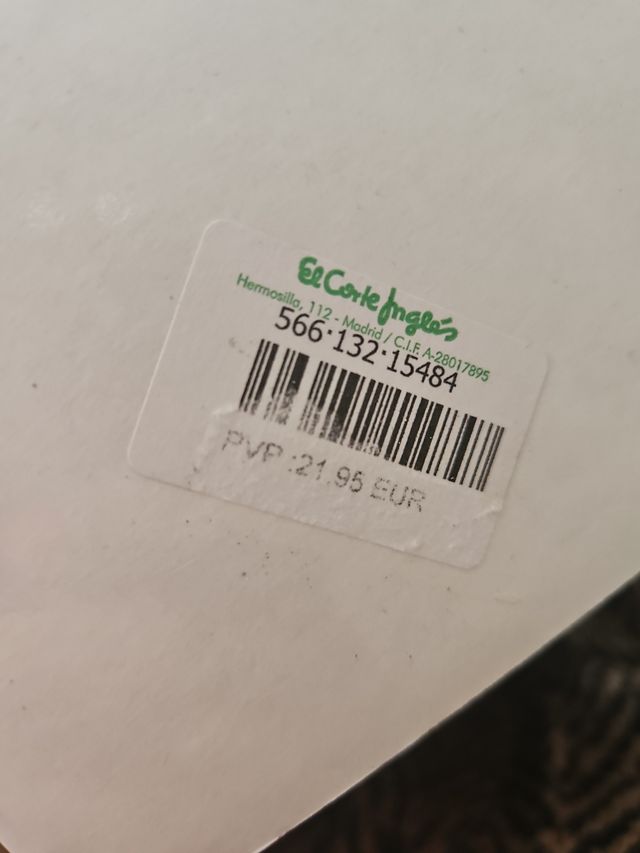 El Corte Inglés
Hermosilla, 112 - Madrid / C.I.F. A-28017895
566·132·15484
PVP :21.95 EUR